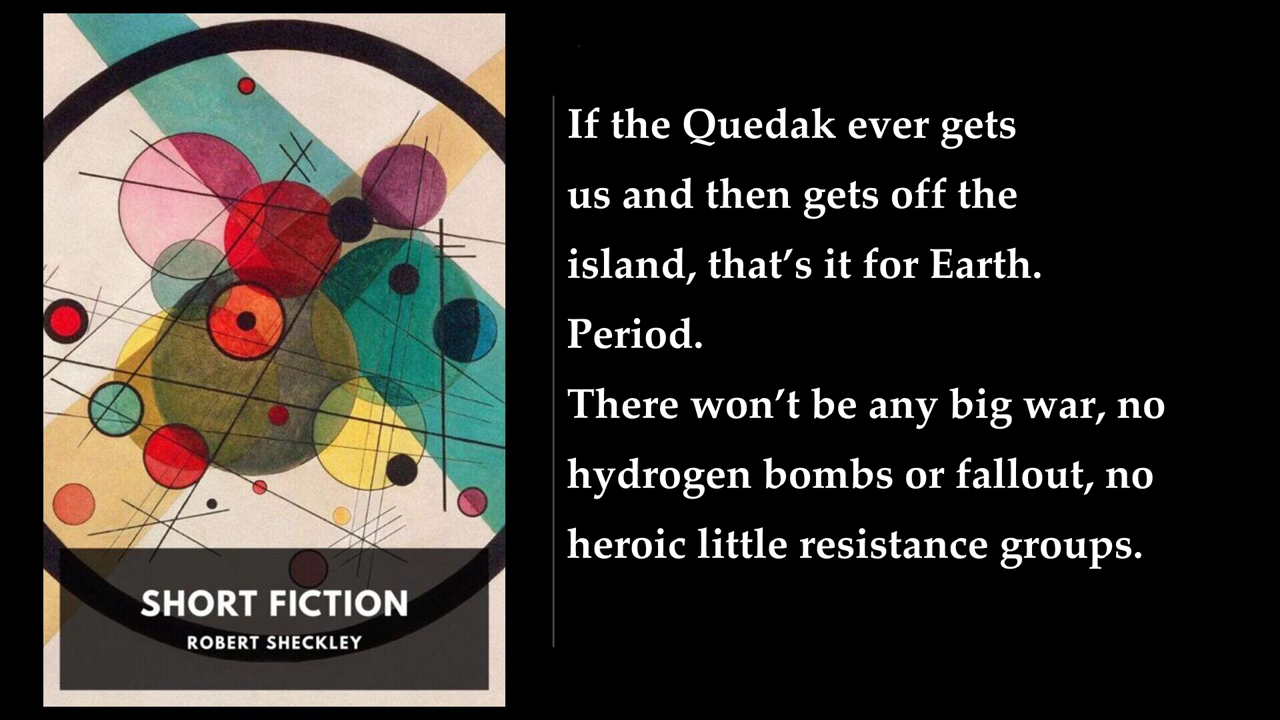 SHORT FICTION
ROBERT SHECKLEY
If the Quedak ever gets
us and then gets off the
island, that’s it for Earth.
Period.
There won’t be any big war, no
hydrogen bombs or fallout, no
heroic little resistance groups.